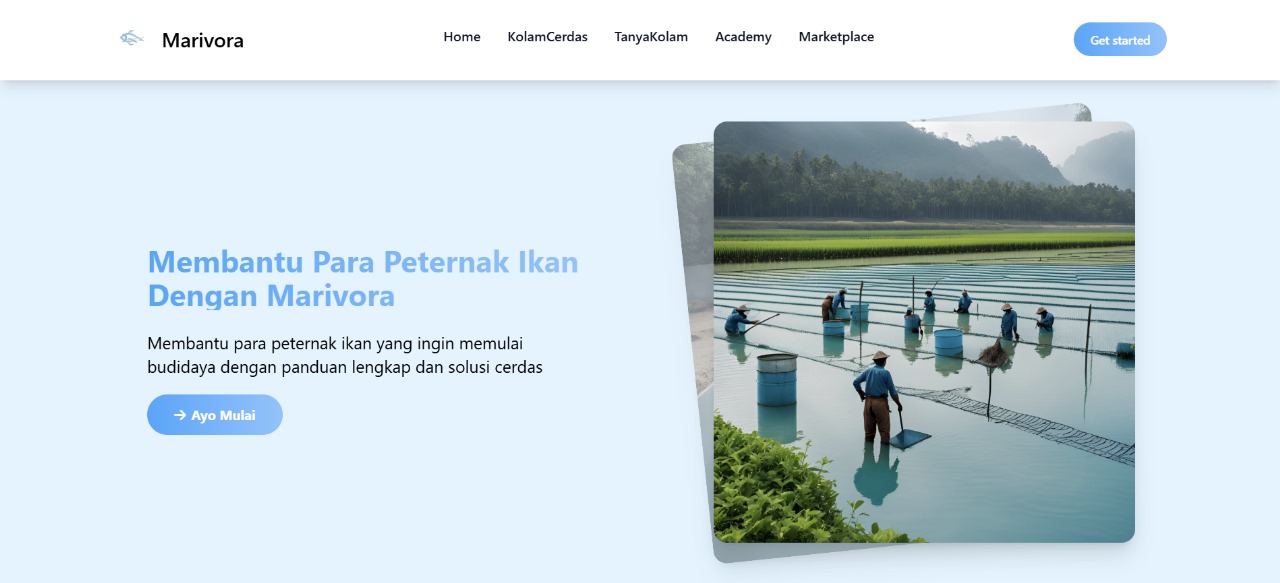 Marivora
Home
KolamCerdas
TanyaKolam
Academy
Marketplace
Get started
Membantu Para Peternak Ikan
Dengan Marivora
Membantu para peternak ikan yang ingin memulai
budidaya dengan panduan lengkap dan solusi cerdas
→ Ayo Mulai